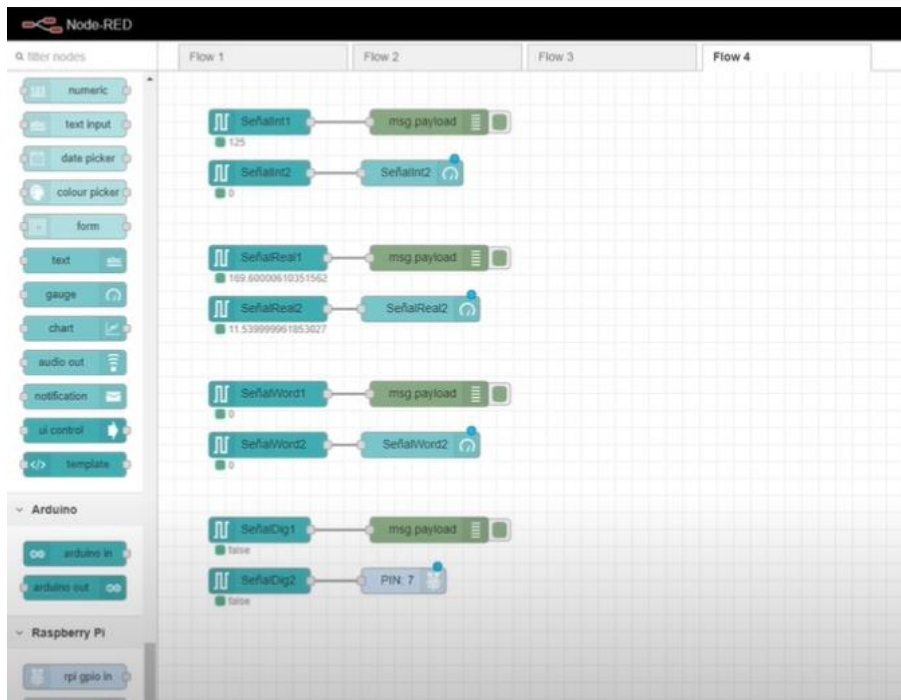 Node-RED
filter nodes
Flow 1
Flow 2
Flow 3
Flow 4
numeric
text input
date picker
colour picker
form
text
gauge
chart
audio out
notification
ui control
template
Arduino
arduino in
arduino out
Raspberry Pi
rpi gpio in
SeñalInt1
msg.payload
125
SeñalInt2
SeñalInt2
0
SeñalReal1
msg.payload
169.60000610351562
SeñalReal2
SeñalReal2
11.539999961853027
SeñalWord1
msg.payload
0
SeñalWord2
SeñalWord2
0
SeñalDig1
msg.payload
false
SeñalDig2
PIN: 7
false